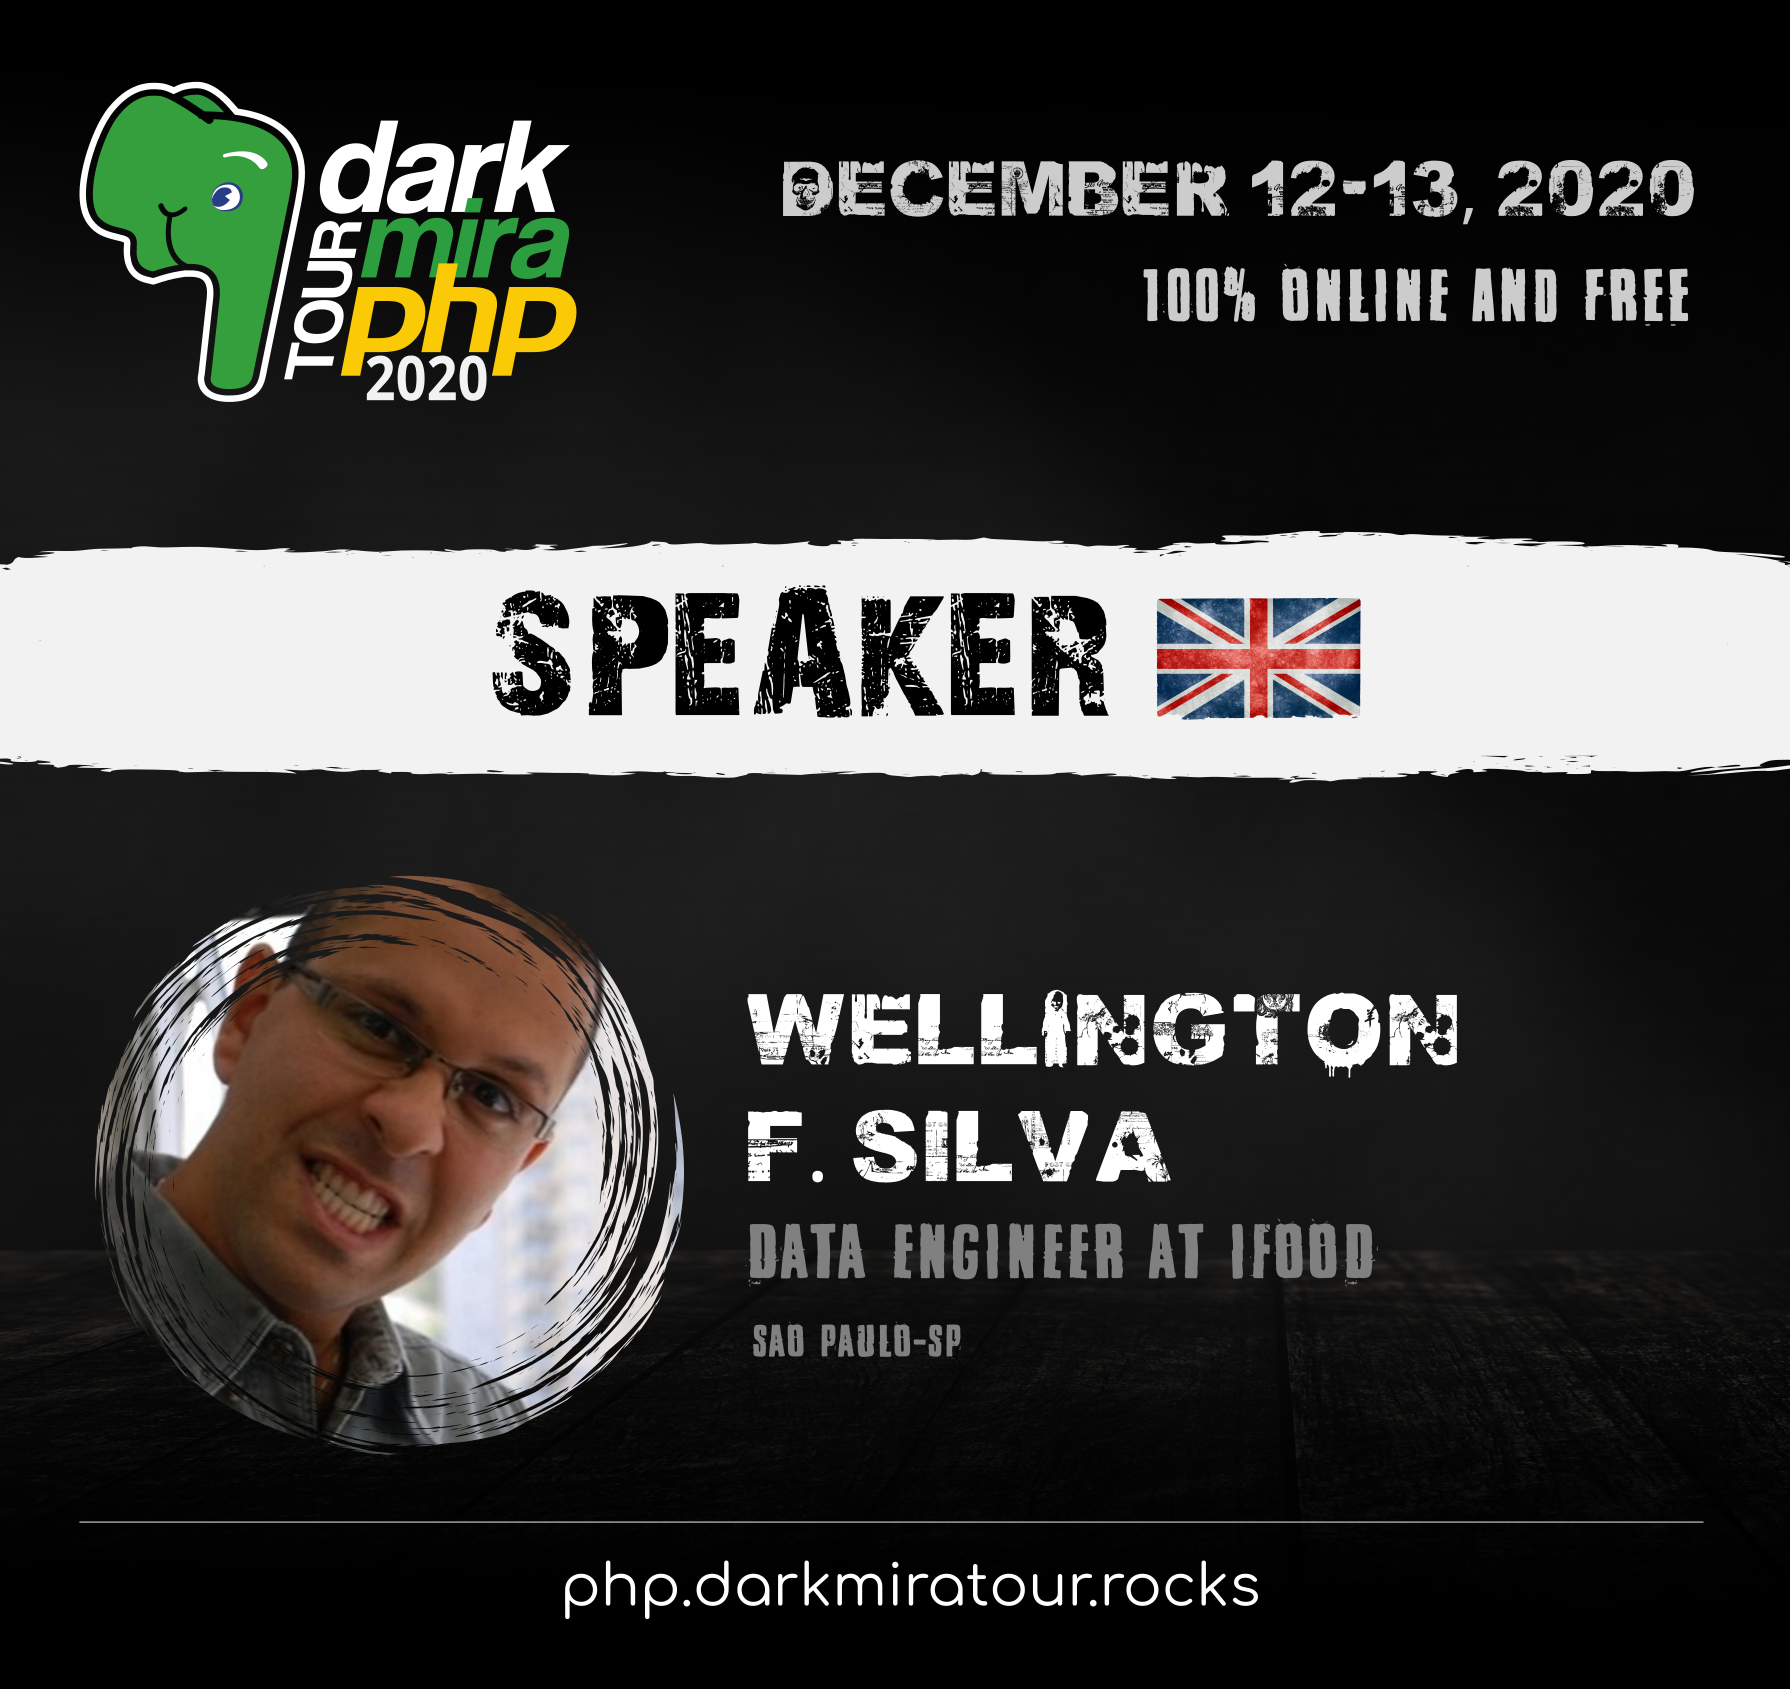 dark
mira
TOUR
php
2020
DECEMBER 12-13, 2020
100% ONLINE AND FREE
SPEAKER
WELLINGTON
F. SILVA
DATA ENGINEER AT IFOOD
SAO PAULO-SP
php.darkmiratour.rocks